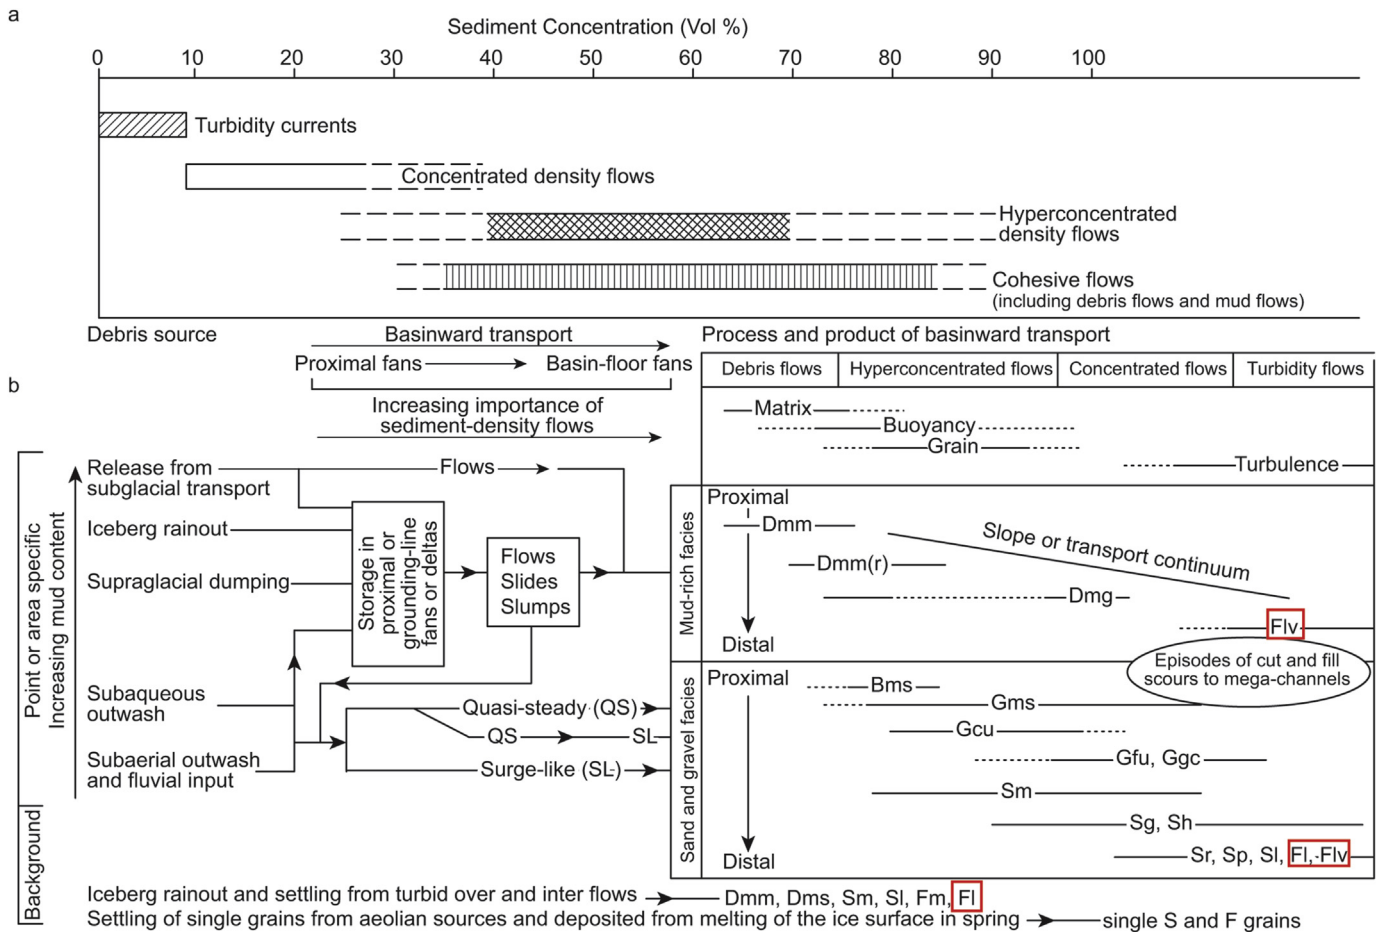 a
Sediment Concentration (Vol %)
0 10 20 30 40 50 60 70 80 90 100
Turbidity currents
Concentrated density flows
Hyperconcentrated
density flows
Cohesive flows
(including debris flows and mud flows)
Debris source
Basinward transport
Proximal fans
Basin-floor fans
Process and product of basinward transport
b
Increasing importance of
sediment-density flows
Debris flows
Hyperconcentrated flows
Concentrated flows
Turbidity flows
Matrix
Buoyancy
Grain
Turbulence
Point or area specific
Increasing mud content
Release from
subglacial transport
Flows
Iceberg rainout
Supraglacial dumping
Storage in
proximal or
grounding-line
fans or deltas
Flows
Slides
Slumps
Subaqueous
outwash
Subaerial outwash
and fluvial input
Quasi-steady (QS)
QS
SL
Surge-like (SL)
Mud-rich facies
Proximal
Distal
Dmm
Dmm(r)
Dmg
Flv
Slope or transport continuum
Episodes of cut and fill
scours to mega-channels
Sand and gravel facies
Proximal
Distal
Bms
Gms
Gcu
Gfu, Ggc
Sm
Sg, Sh
Sr, Sp, Sl, Fl, Flv
Background
Iceberg rainout and settling from turbid over and inter flows
Dmm, Dms, Sm, Sl, Fm, Fl
Settling of single grains from aeolian sources and deposited from melting of the ice surface in spring
single S and F grains